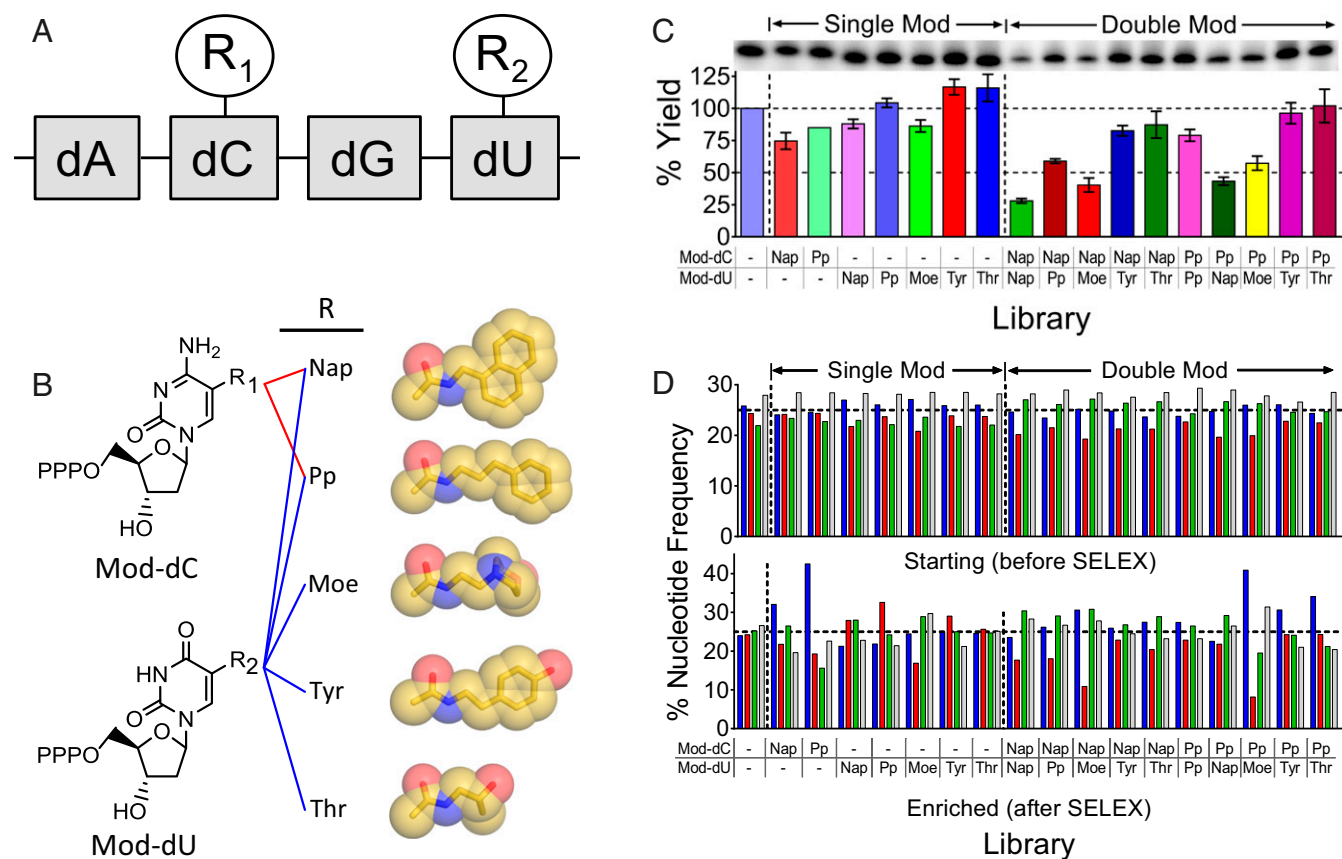 A
R1
R2
dA
dC
dG
dU
B
R
NH2
R1
N
O
N
PPPO
O
HO
Mod-dC
O
R2
HN
O
N
PPPO
O
HO
Mod-dU
Nap
Pp
Moe
Tyr
Thr
C
Single Mod
Double Mod
% Yield
125
100
75
50
25
0
Mod-dC - Nap Pp - - - - - Nap Nap Nap Nap Nap Pp Pp Pp Pp Pp
Mod-dU - - - Nap Pp Moe Tyr Thr Nap Pp Moe Tyr Thr Pp Nap Moe Tyr Thr
Library
D
Single Mod
Double Mod
% Nucleotide Frequency
30
20
10
0
Starting (before SELEX)
40
30
20
10
0
Mod-dC - Nap Pp - - - - - Nap Nap Nap Nap Nap Pp Pp Pp Pp Pp
Mod-dU - - - Nap Pp Moe Tyr Thr Nap Pp Moe Tyr Thr Pp Nap Moe Tyr Thr
Enriched (after SELEX)
Library